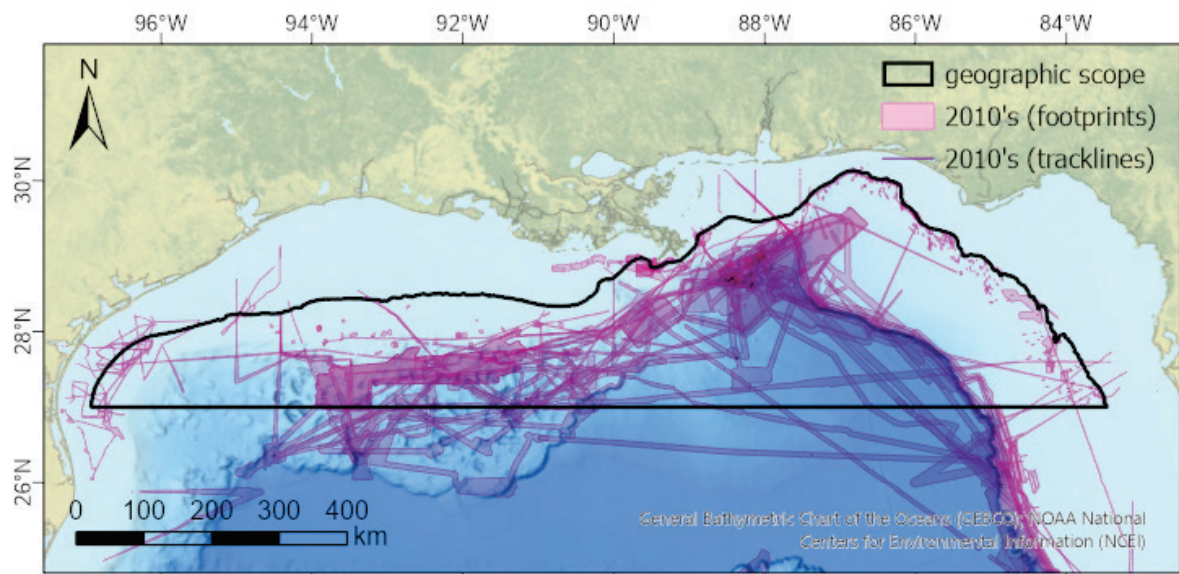 96°W 94°W 92°W 90°W 88°W 86°W 84°W
N
geographic scope
2010's (footprints)
2010's (tracklines)
30°N
28°N
26°N
0 100 200 300 400
km
General Bathymetric Chart of the Oceans (GEBCO); NOAA National
Centers for Environmental Information (NCEI)